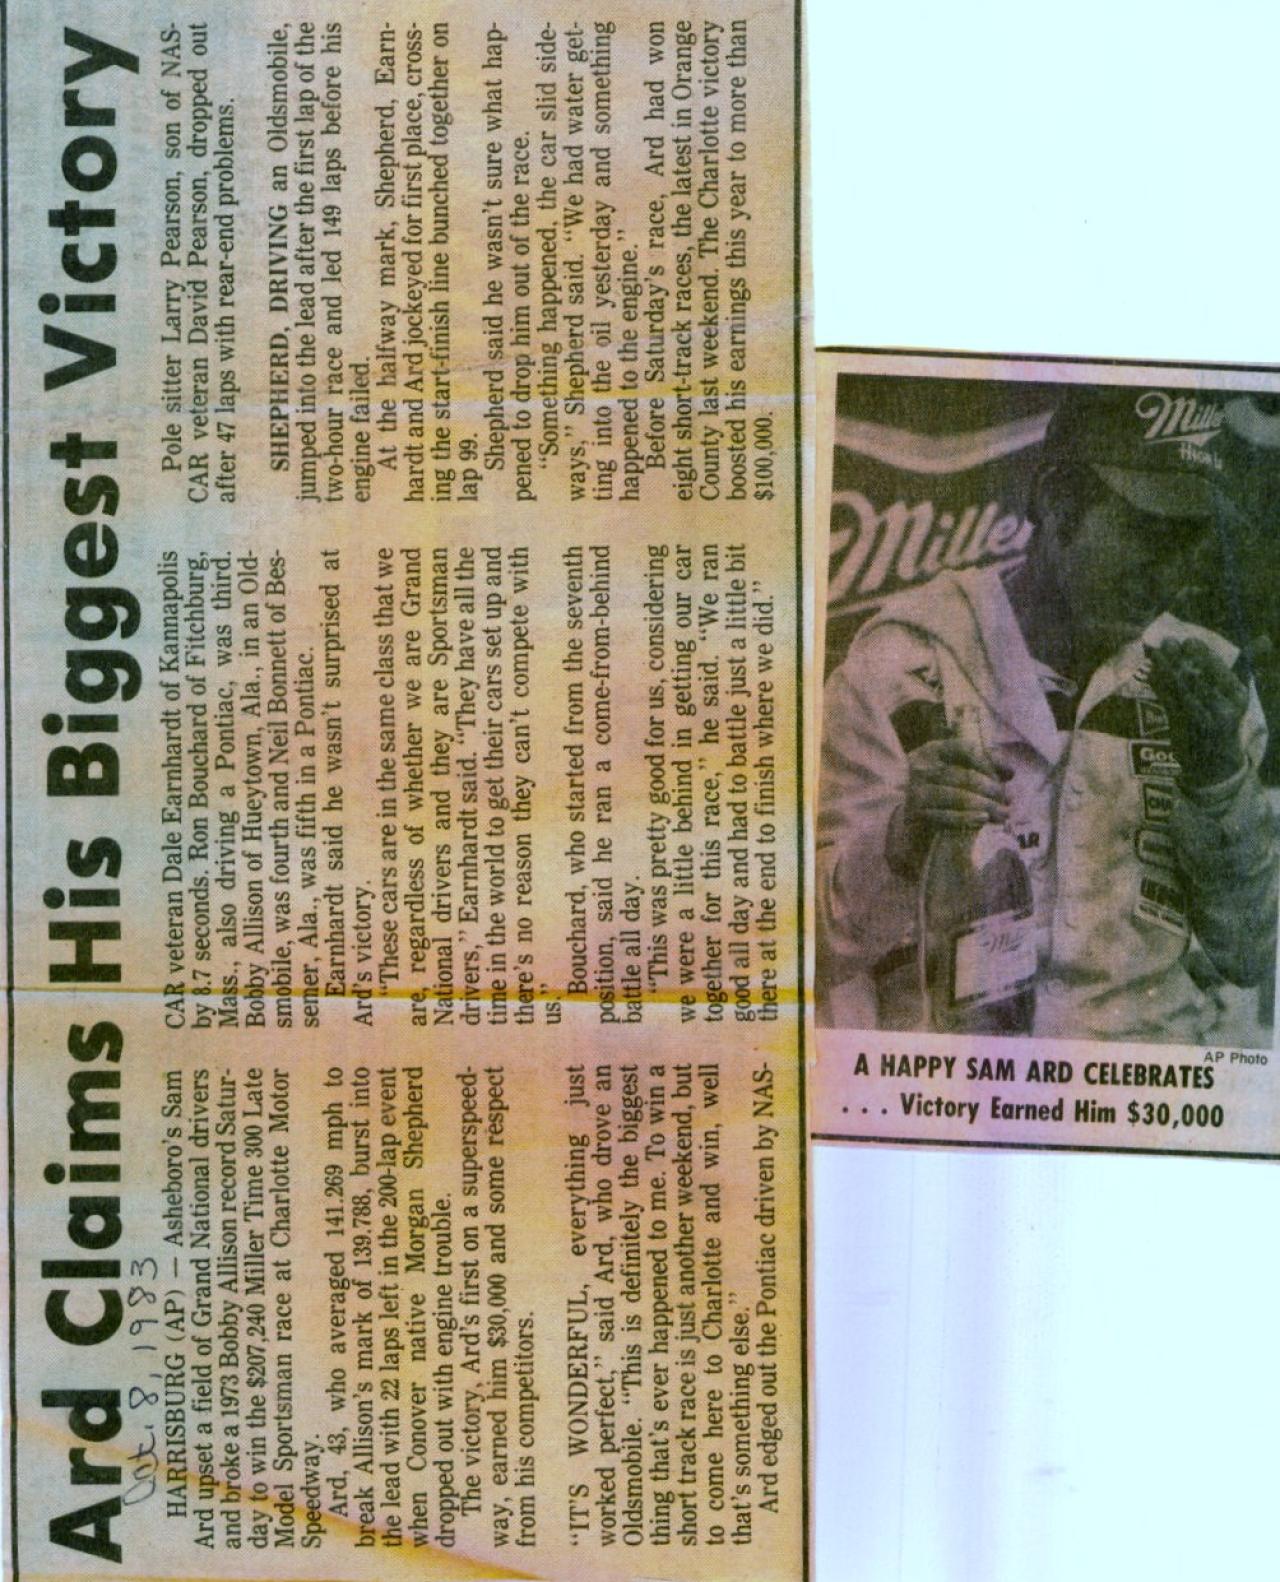 Ard Claims His Biggest Victory
Oct. 8, 1983
HARRISBURG (AP) — Asheboro's Sam
Ard upset a field of Grand National drivers
and broke a 1973 Bobby Allison record Satur-
day to win the $207,240 Miller Time 300 Late
Model Sportsman race at Charlotte Motor
Speedway.
Ard, 43, who averaged 141.269 mph to
break Allison's mark of 139.788, burst into
the lead with 22 laps left in the 200-lap event
when Conover native Morgan Shepherd
dropped out with engine trouble.
The victory, Ard's first on a superspeed-
way, earned him $30,000 and some respect
from his competitors.
"IT'S WONDERFUL, everything just
worked perfect," said Ard, who drove an
Oldsmobile. "This is definitely the biggest
thing that's ever happened to me. To win a
short track race is just another weekend, but
to come here to Charlotte and win, well
that's something else."
Ard edged out the Pontiac driven by NAS-
CAR veteran Dale Earnhardt of Kannapolis
by 8.7 seconds. Ron Bouchard of Fitchburg,
Mass., also driving a Pontiac, was third.
Bobby Allison of Hueytown, Ala., in an Old-
smobile, was fourth and Neil Bonnett of Bes-
semer, Ala., was fifth in a Pontiac.
Earnhardt said he wasn't surprised at
Ard's victory.
"These cars are in the same class that we
are, regardless of whether we are Grand
National drivers and they are Sportsman
drivers," Earnhardt said. "They have all the
time in the world to get their cars set up and
there's no reason they can't compete with
us."
Bouchard, who started from the seventh
position, said he ran a come-from-behind
battle all day.
"This was pretty good for us, considering
we were a little behind in getting our car
together for this race," he said. "We ran
good all day and had to battle just a little bit
there at the end to finish where we did."
Pole sitter Larry Pearson, son of NAS-
CAR veteran David Pearson, dropped out
after 47 laps with rear-end problems.
SHEPHERD, DRIVING an Oldsmobile,
jumped into the lead after the first lap of the
two-hour race and led 149 laps before his
engine failed.
At the halfway mark, Shepherd, Earn-
hardt and Ard jockeyed for first place, cross-
ing the start-finish line bunched together on
lap 99.
Shepherd said he wasn't sure what hap-
pened to drop him out of the race.
"Something happened, the car slid side-
ways," Shepherd said. "We had water get-
ting into the oil yesterday and something
happened to the engine."
Before Saturday's race, Ard had won
eight short-track races, the latest in Orange
County last weekend. The Charlotte victory
boosted his earnings this year to more than
$100,000.
Miller
Mille
High L
Goo
AP Photo
A HAPPY SAM ARD CELEBRATES
. . . Victory Earned Him $30,000